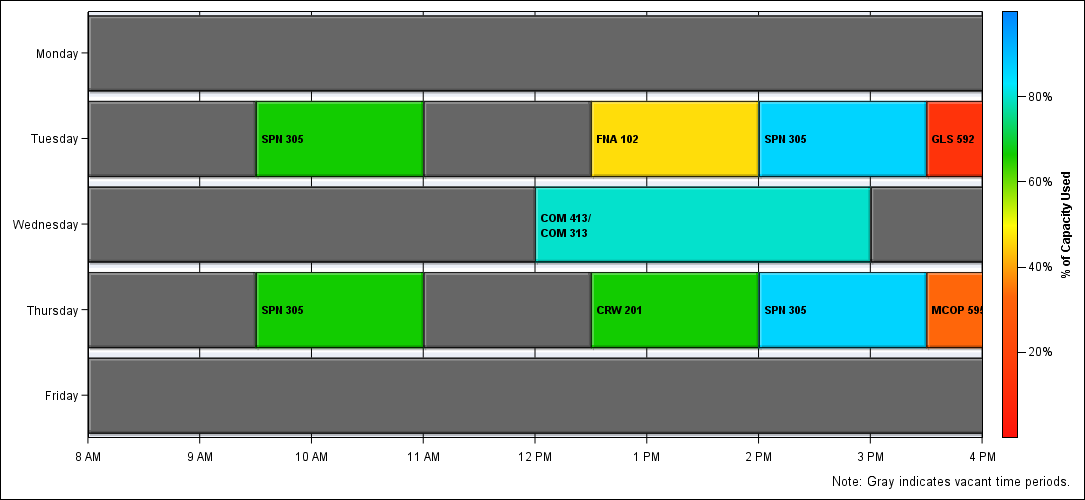 Monday
Tuesday
SPN 305
FNA 102
SPN 305
GLS 592
Wednesday
COM 413/
COM 313
Thursday
SPN 305
CRW 201
SPN 305
MCOP 595
Friday
8 AM
9 AM
10 AM
11 AM
12 PM
1 PM
2 PM
3 PM
4 PM
80%
60%
40%
20%
% of Capacity Used
Note: Gray indicates vacant time periods.